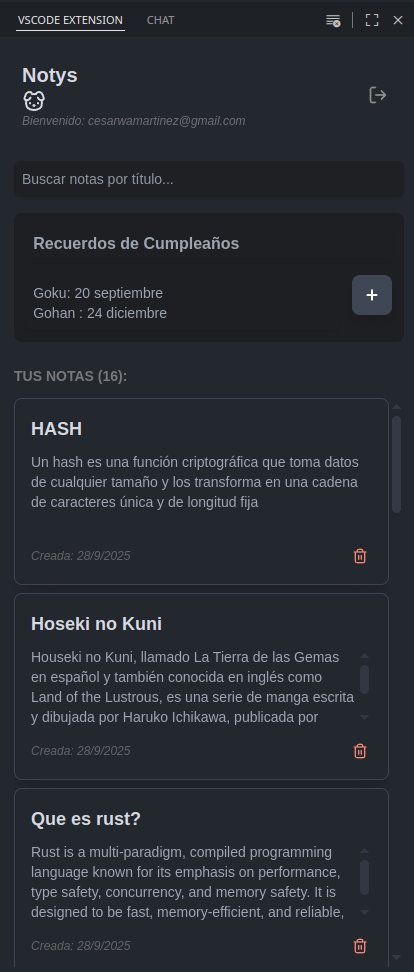 VSCODE EXTENSION CHAT
Notys
Bienvenido: cesarwamartinez@gmail.com
Buscar notas por título...
Recuerdos de Cumpleaños
Goku: 20 septiembre
Gohan : 24 diciembre
TUS NOTAS (16):
HASH
Un hash es una función criptográfica que toma datos
de cualquier tamaño y los transforma en una cadena
de caracteres única y de longitud fija
Creada: 28/9/2025
Hoseki no Kuni
Houseki no Kuni, llamado La Tierra de las Gemas
en español y también conocida en inglés como
Land of the Lustrous, es una serie de manga escrita
y dibujada por Haruko Ichikawa, publicada por
Creada: 28/9/2025
Que es rust?
Rust is a multi-paradigm, compiled programming
language known for its emphasis on performance,
type safety, concurrency, and memory safety. It is
designed to be fast, memory-efficient, and reliable,
Creada: 28/9/2025